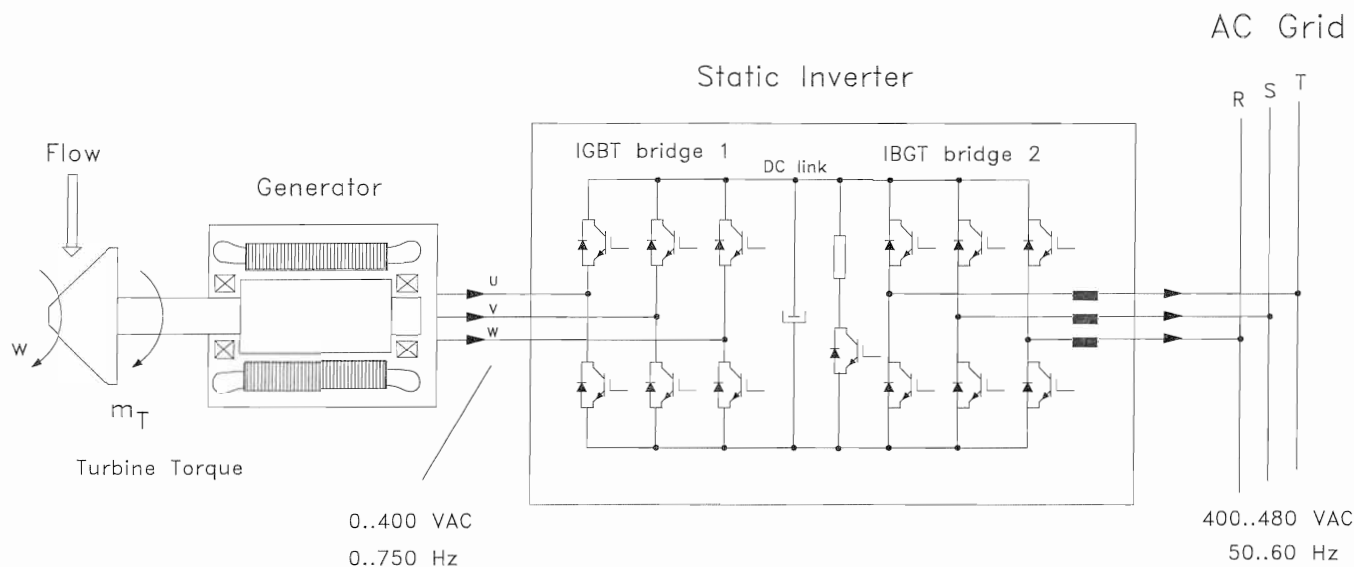 AC Grid
Static Inverter
R S T
Flow
IGBT bridge 1
IBGT bridge 2
DC link
Generator
U
V
W
W
m_T
Turbine Torque
0..400 VAC
0..750 Hz
400..480 VAC
50..60 Hz